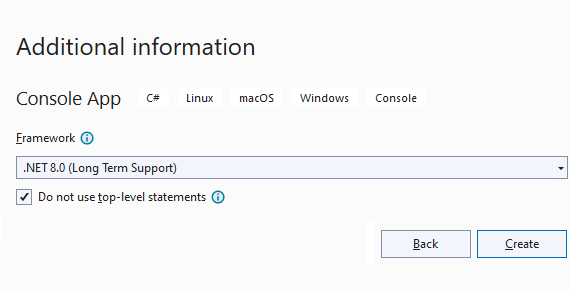 Additional information
Console App C# Linux macOS Windows Console
Framework
.NET 8.0 (Long Term Support)
Do not use top-level statements
Back Create